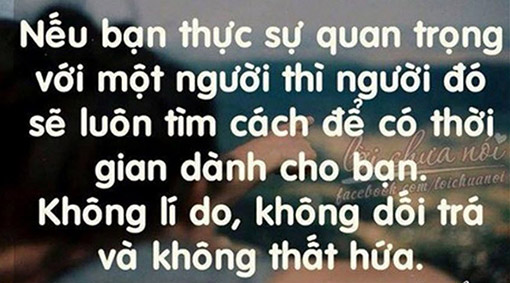 Nếu bạn thực sự quan trọng
với một người thì người đó
sẽ luôn tìm cách để có thời
gian dành cho bạn.
Không lí do, không dối trá
và không thất hứa.
lời chưa nói
facebook.com/loichuanoi